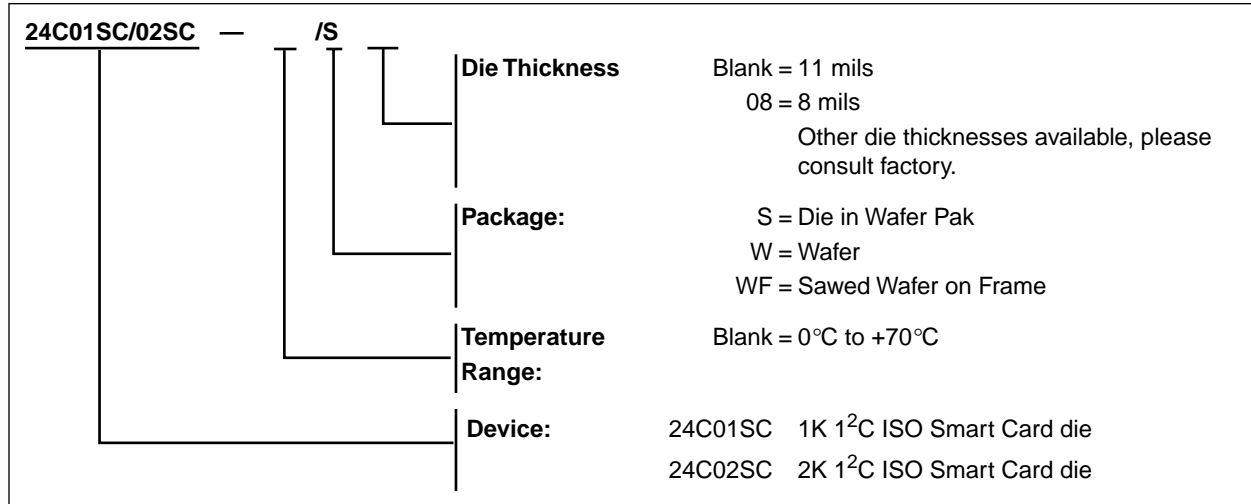 24C01SC/02SC — /S
Die Thickness Blank = 11 mils
08 = 8 mils
Other die thicknesses available, please
consult factory.
Package: S = Die in Wafer Pak
W = Wafer
WF = Sawed Wafer on Frame
Temperature Blank = 0°C to +70°C
Range:
Device: 24C01SC 1K 1²C ISO Smart Card die
24C02SC 2K 1²C ISO Smart Card die